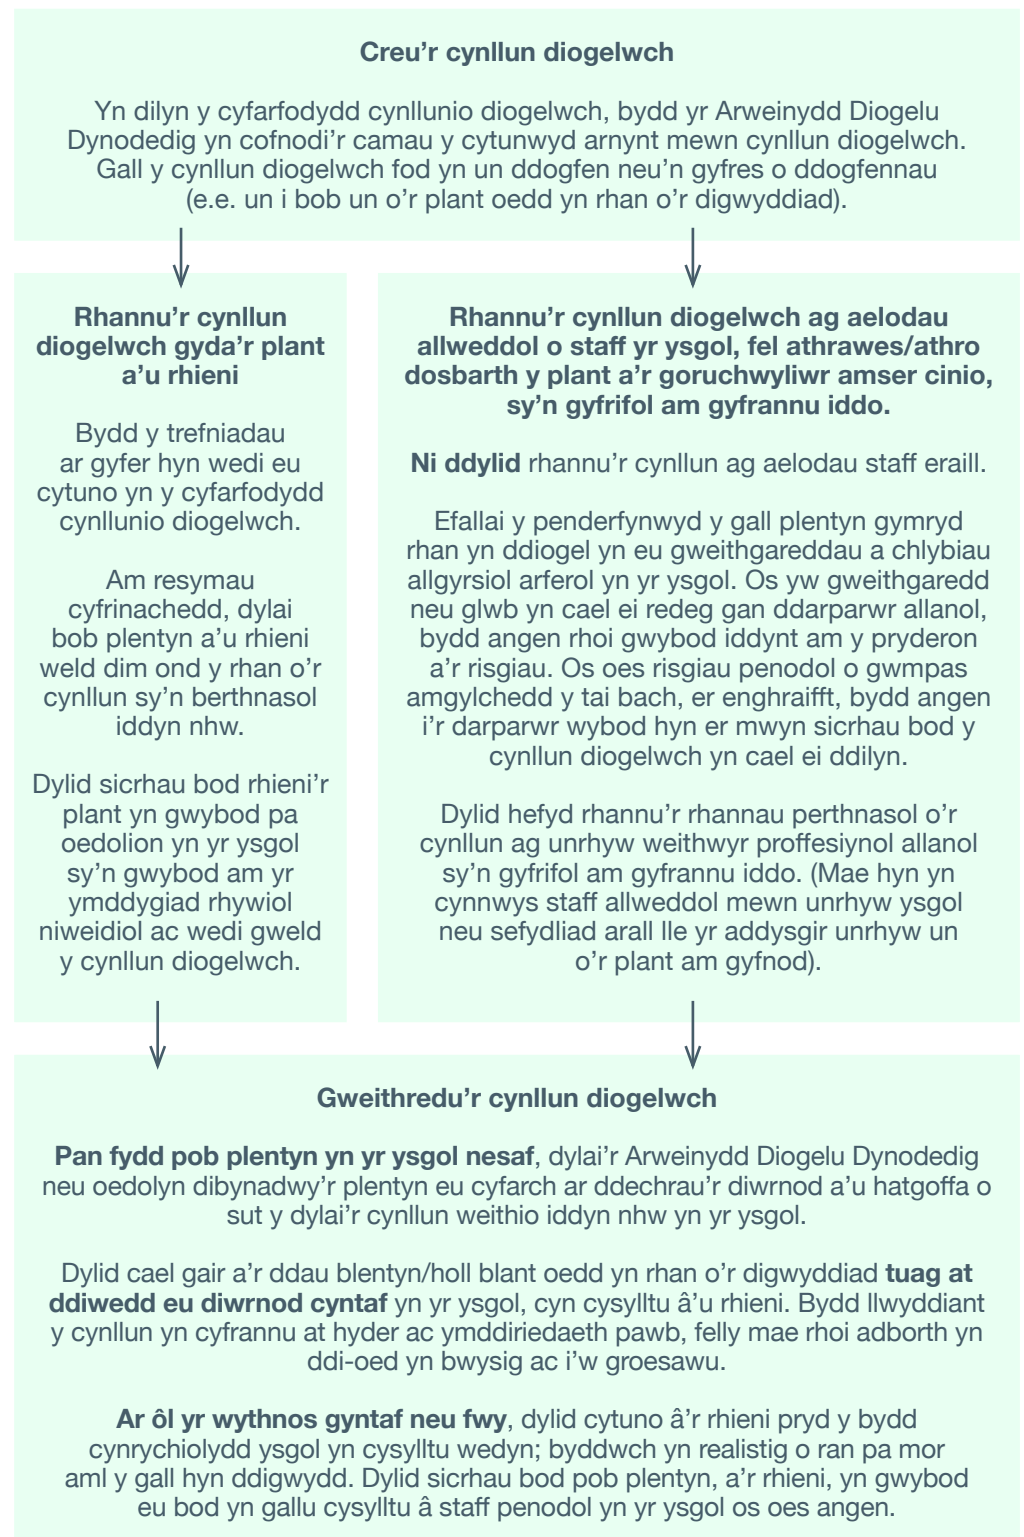 Creu’r cynllun diogelwch
Yn dilyn y cyfarfodydd cynllunio diogelwch, bydd yr Arweinydd Diogelu
Dynodedig yn cofnodi’r camau y cytunwyd arnynt mewn cynllun diogelwch.
Gall y cynllun diogelwch fod yn un ddogfen neu’n gyfres o ddogfennau
(e.e. un i bob un o’r plant oedd yn rhan o’r digwyddiad).
Rhannu’r cynllun
diogelwch gyda’r plant
a’u rhieni
Bydd y trefniadau
ar gyfer hyn wedi eu
cytuno yn y cyfarfodydd
cynllunio diogelwch.
Am resymau
cyfrinachedd, dylai
bob plentyn a’u rhieni
weld dim ond y rhan o’r
cynllun sy’n berthnasol
iddyn nhw.
Dylid sicrhau bod rhieni’r
plant yn gwybod pa
oedolion yn yr ysgol
sy’n gwybod am yr
ymddygiad rhywiol
niweidiol ac wedi gweld
y cynllun diogelwch.
Rhannu’r cynllun diogelwch ag aelodau
allweddol o staff yr ysgol, fel athrawes/athro
dosbarth y plant a’r goruchwyliwr amser cinio,
sy’n gyfrifol am gyfrannu iddo.
Ni ddylid rhannu’r cynllun ag aelodau staff eraill.
Efallai y penderfynwyd y gall plentyn gymryd
rhan yn ddiogel yn eu gweithgareddau a chlybiau
allgyrsiol arferol yn yr ysgol. Os yw gweithgaredd
neu glwb yn cael ei redeg gan ddarparwr allanol,
bydd angen rhoi gwybod iddynt am y pryderon
a’r risgiau. Os oes risgiau penodol o gwmpas
amgylchedd y tai bach, er enghraifft, bydd angen
i’r darparwr wybod hyn er mwyn sicrhau bod y
cynllun diogelwch yn cael ei ddilyn.
Dylid hefyd rhannu’r rhannau perthnasol o’r
cynllun ag unrhyw weithwyr proffesiynol allanol
sy’n gyfrifol am gyfrannu iddo. (Mae hyn yn
cynnwys staff allweddol mewn unrhyw ysgol
neu sefydliad arall lle yr addysgir unrhyw un
o’r plant am gyfnod).
Gweithredu’r cynllun diogelwch
Pan fydd pob plentyn yn yr ysgol nesaf, dylai’r Arweinydd Diogelu Dynodedig
neu oedolyn dibynadwy’r plentyn eu cyfarch ar ddechrau’r diwrnod a’u hatgoffa o
sut y dylai’r cynllun weithio iddyn nhw yn yr ysgol.
Dylid cael gair a’r ddau blentyn/holl blant oedd yn rhan o’r digwyddiad tuag at
ddiwedd eu diwrnod cyntaf yn yr ysgol, cyn cysylltu â’u rhieni. Bydd llwyddiant
y cynllun yn cyfrannu at hyder ac ymddiriedaeth pawb, felly mae rhoi adborth yn
ddi-oed yn bwysig ac i’w groesawu.
Ar ôl yr wythnos gyntaf neu fwy, dylid cytuno â’r rhieni pryd y bydd
cynrychiolydd ysgol yn cysylltu wedyn; byddwch yn realistig o ran pa mor
aml y gall hyn ddigwydd. Dylid sicrhau bod pob plentyn, a’r rhieni, yn gwybod
eu bod yn gallu cysylltu â staff penodol yn yr ysgol os oes angen.